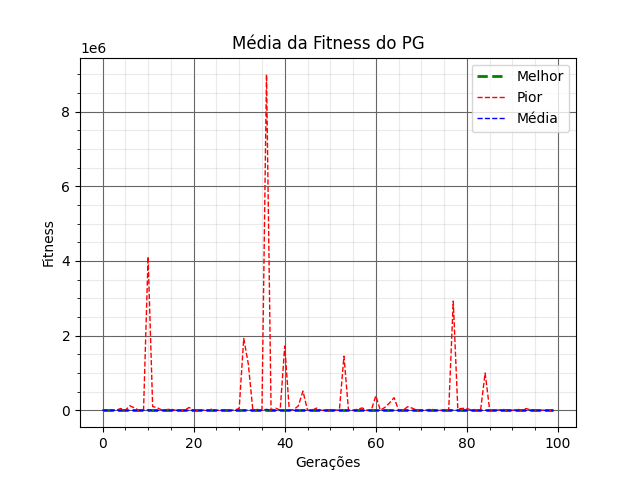 Média da Fitness do PG
1e6
Melhor
Pior
Média
8
6
4
2
0
Fitness
0 20 40 60 80 100
Gerações